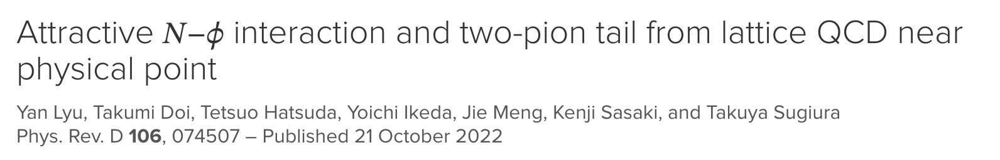 Attractive N–ϕ interaction and two-pion tail from lattice QCD near
physical point
Yan Lyu, Takumi Doi, Tetsuo Hatsuda, Yoichi Ikeda, Jie Meng, Kenji Sasaki, and Takuya Sugiura
Phys. Rev. D 106, 074507 – Published 21 October 2022